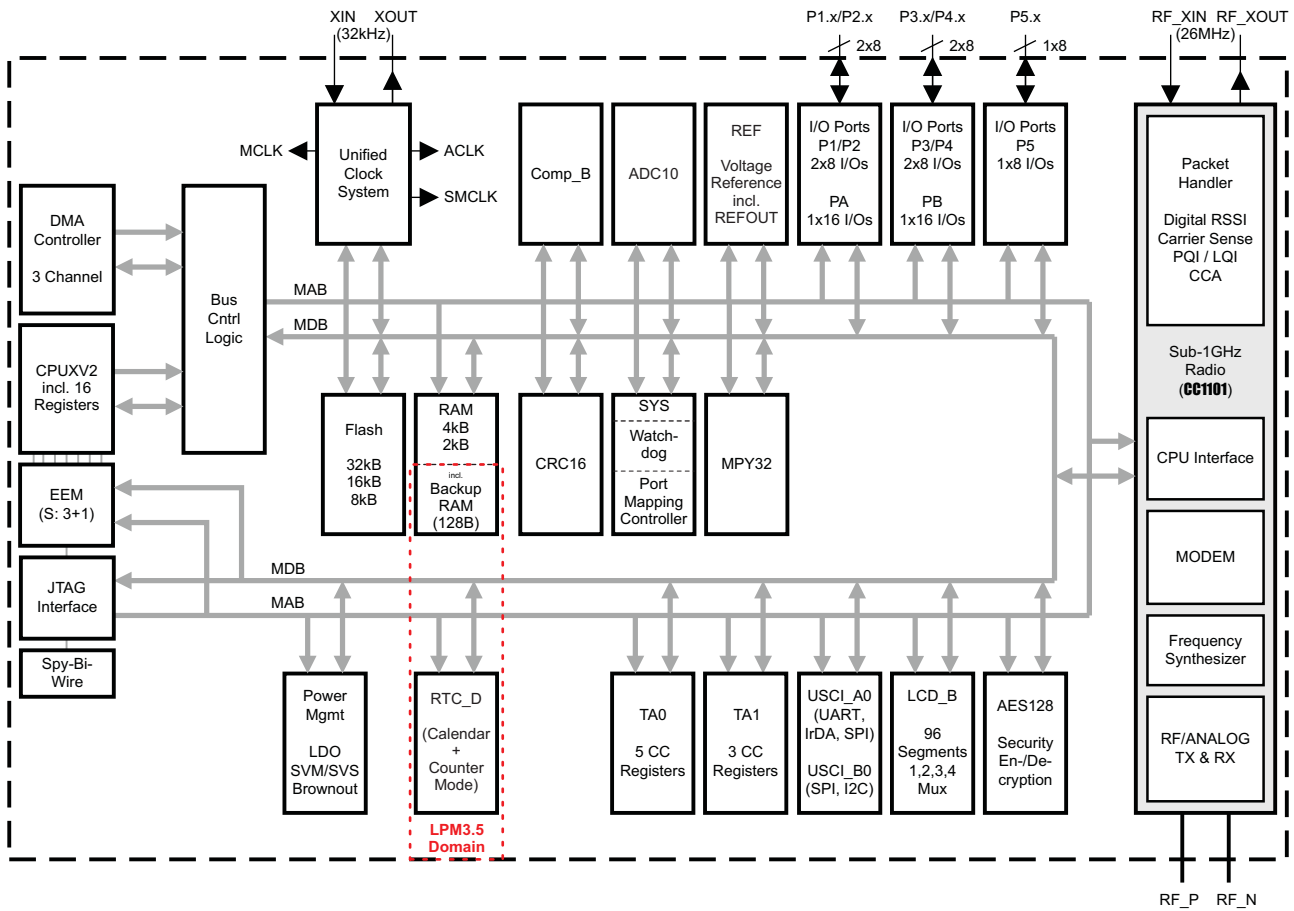 XIN XOUT
(32kHz)
P1.x/P2.x
2x8
P3.x/P4.x
2x8
P5.x
1x8
RF_XIN RF_XOUT
(26MHz)
MCLK
Unified
Clock
System
ACLK
SMCLK
Comp_B
ADC10
REF
Voltage
Reference
incl.
REFOUT
I/O Ports
P1/P2
2x8 I/Os
PA
1x16 I/Os
I/O Ports
P3/P4
2x8 I/Os
PB
1x16 I/Os
I/O Ports
P5
1x8 I/Os
Packet
Handler
Digital RSSI
Carrier Sense
PQI / LQI
CCA
DMA
Controller
3 Channel
Bus
Cntrl
Logic
MAB
MDB
CPUXV2
incl. 16
Registers
EEM
(S: 3+1)
JTAG
Interface
Spy-Bi-
Wire
Flash
32kB
16kB
8kB
RAM
4kB
2kB
incl.
Backup
RAM
(128B)
CRC16
SYS
Watch-
dog
Port
Mapping
Controller
MPY32
Sub-1GHz
Radio
(CC1101)
CPU Interface
MODEM
Frequency
Synthesizer
RF/ANALOG
TX & RX
MDB
MAB
Power
Mgmt
LDO
SVM/SVS
Brownout
RTC_D
(Calendar
+
Counter
Mode)
LPM3.5
Domain
TA0
5 CC
Registers
TA1
3 CC
Registers
USCI_A0
(UART,
IrDA, SPI)
USCI_B0
(SPI, I2C)
LCD_B
96
Segments
1,2,3,4
Mux
AES128
Security
En-/De-
cryption
RF_P RF_N